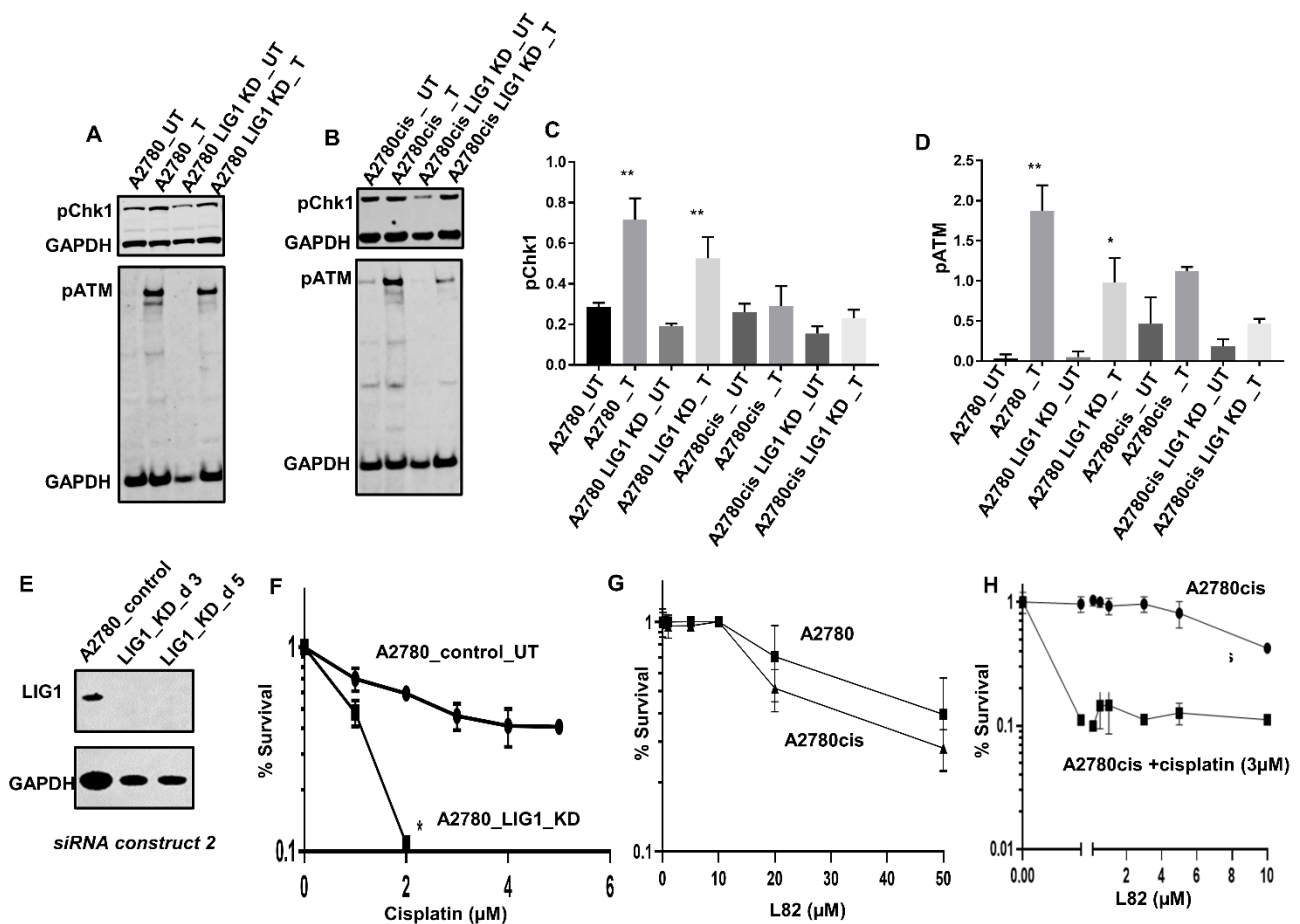 A
A2780_UT
A2780_T
A2780 LIG1 KD_UT
A2780 LIG1 KD_T
pChk1
GAPDH
pATM
GAPDH
B
A2780cis_UT
A2780cis_T
A2780cis LIG1 KD_UT
A2780cis LIG1 KD_T
pChk1
GAPDH
pATM
GAPDH
C
pChk1
1.0
0.8
0.6
0.4
0.2
0.0
**
**
A2780_UT
A2780_T
A2780 LIG1 KD_UT
A2780 LIG1 KD_T
A2780cis_UT
A2780cis_T
A2780cis LIG1 KD_UT
A2780cis LIG1 KD_T
D
pATM
2.5
2.0
1.5
1.0
0.5
0.0
**
*
A2780_UT
A2780_T
A2780 LIG1 KD_UT
A2780 LIG1 KD_T
A2780cis_UT
A2780cis_T
A2780cis LIG1 KD_UT
A2780cis LIG1 KD_T
E
A2780_control
LIG1_KD_d 3
LIG1_KD_d 5
LIG1
GAPDH
siRNA construct 2
F
% Survival
1
0.1
A2780_control_UT
A2780_LIG1_KD
*
0 2 4 6
Cisplatin (µM)
G
% Survival
1
0.1
A2780
A2780cis
0 10 20 30 40 50
L82 (µM)
H
% Survival
1
0.1
0.01
A2780cis
s
A2780cis +cisplatin (3µM)
0.00 2 4 6 8 10
L82 (µM)